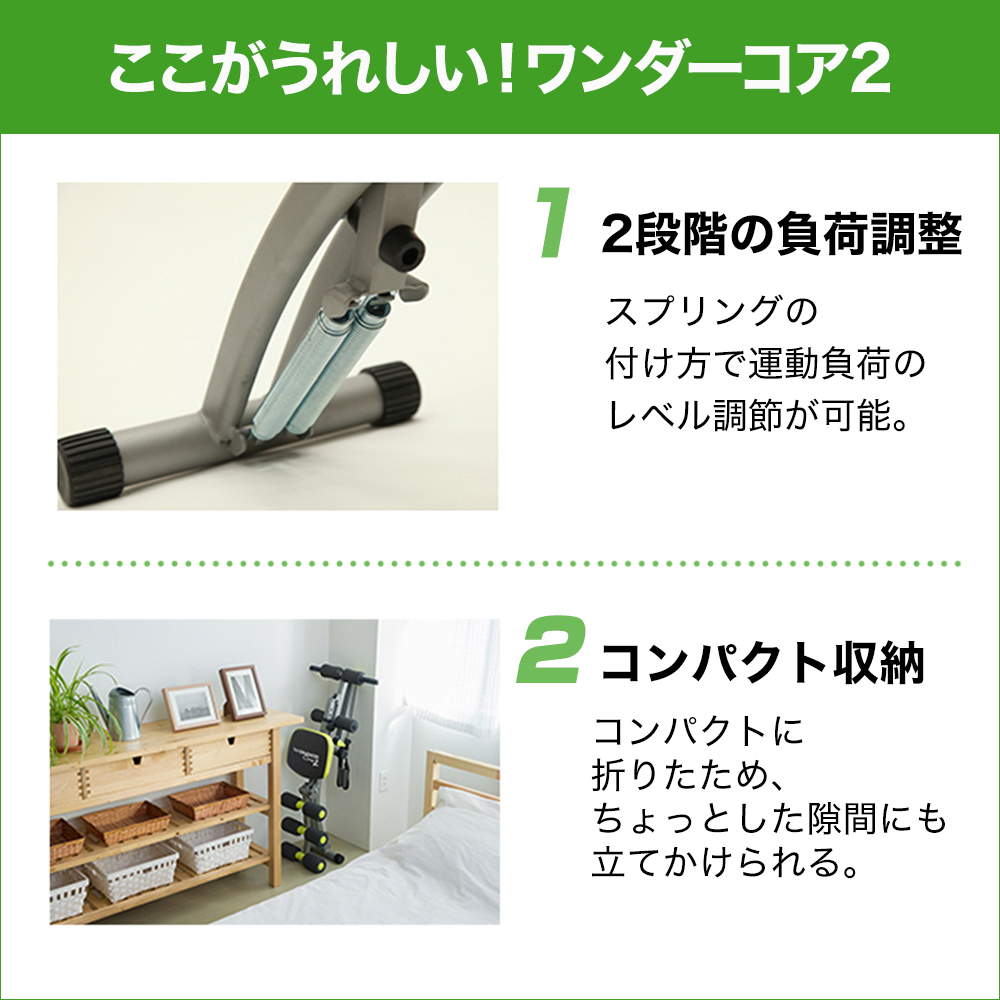 ここがうれしい！ワンダーコア2
1
2段階の負荷調整
スプリングの
付け方で運動負荷の
レベル調節が可能。
2
コンパクト収納
コンパクトに
折りたため、
ちょっとした隙間にも
立てかけられる。